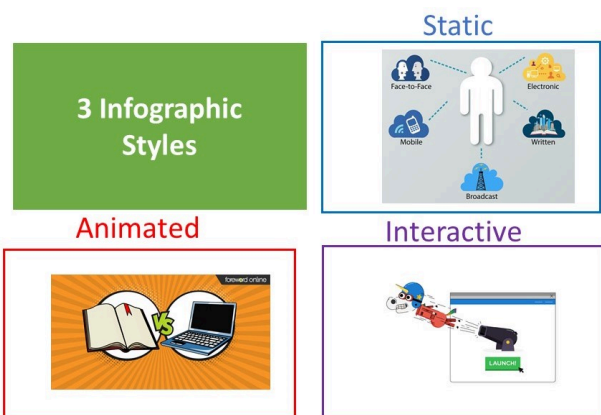 Static
3 Infographic
Styles
Face-to-Face
Electronic
Mobile
Written
Broadcast
Animated
Interactive
foreword online
VS
LAUNCH!